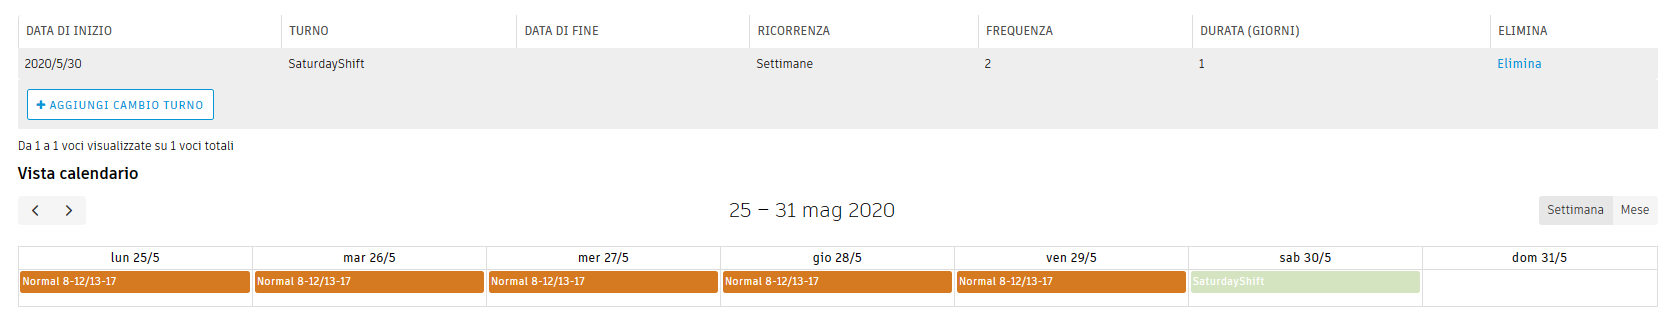 DATA DI INIZIO TURNO DATA DI FINE RICORRENZA FREQUENZA DURATA (GIORNI) ELIMINA
2020/5/30 SaturdayShift Settimane 2 1 Elimina
+ AGGIUNGI CAMBIO TURNO
Da 1 a 1 voci visualizzate su 1 voci totali
Vista calendario
25 – 31 mag 2020 Settimana Mese
lun 25/5 mar 26/5 mer 27/5 gio 28/5 ven 29/5 sab 30/5 dom 31/5
Normal 8-12/13-17 Normal 8-12/13-17 Normal 8-12/13-17 Normal 8-12/13-17 Normal 8-12/13-17 SaturdayShift